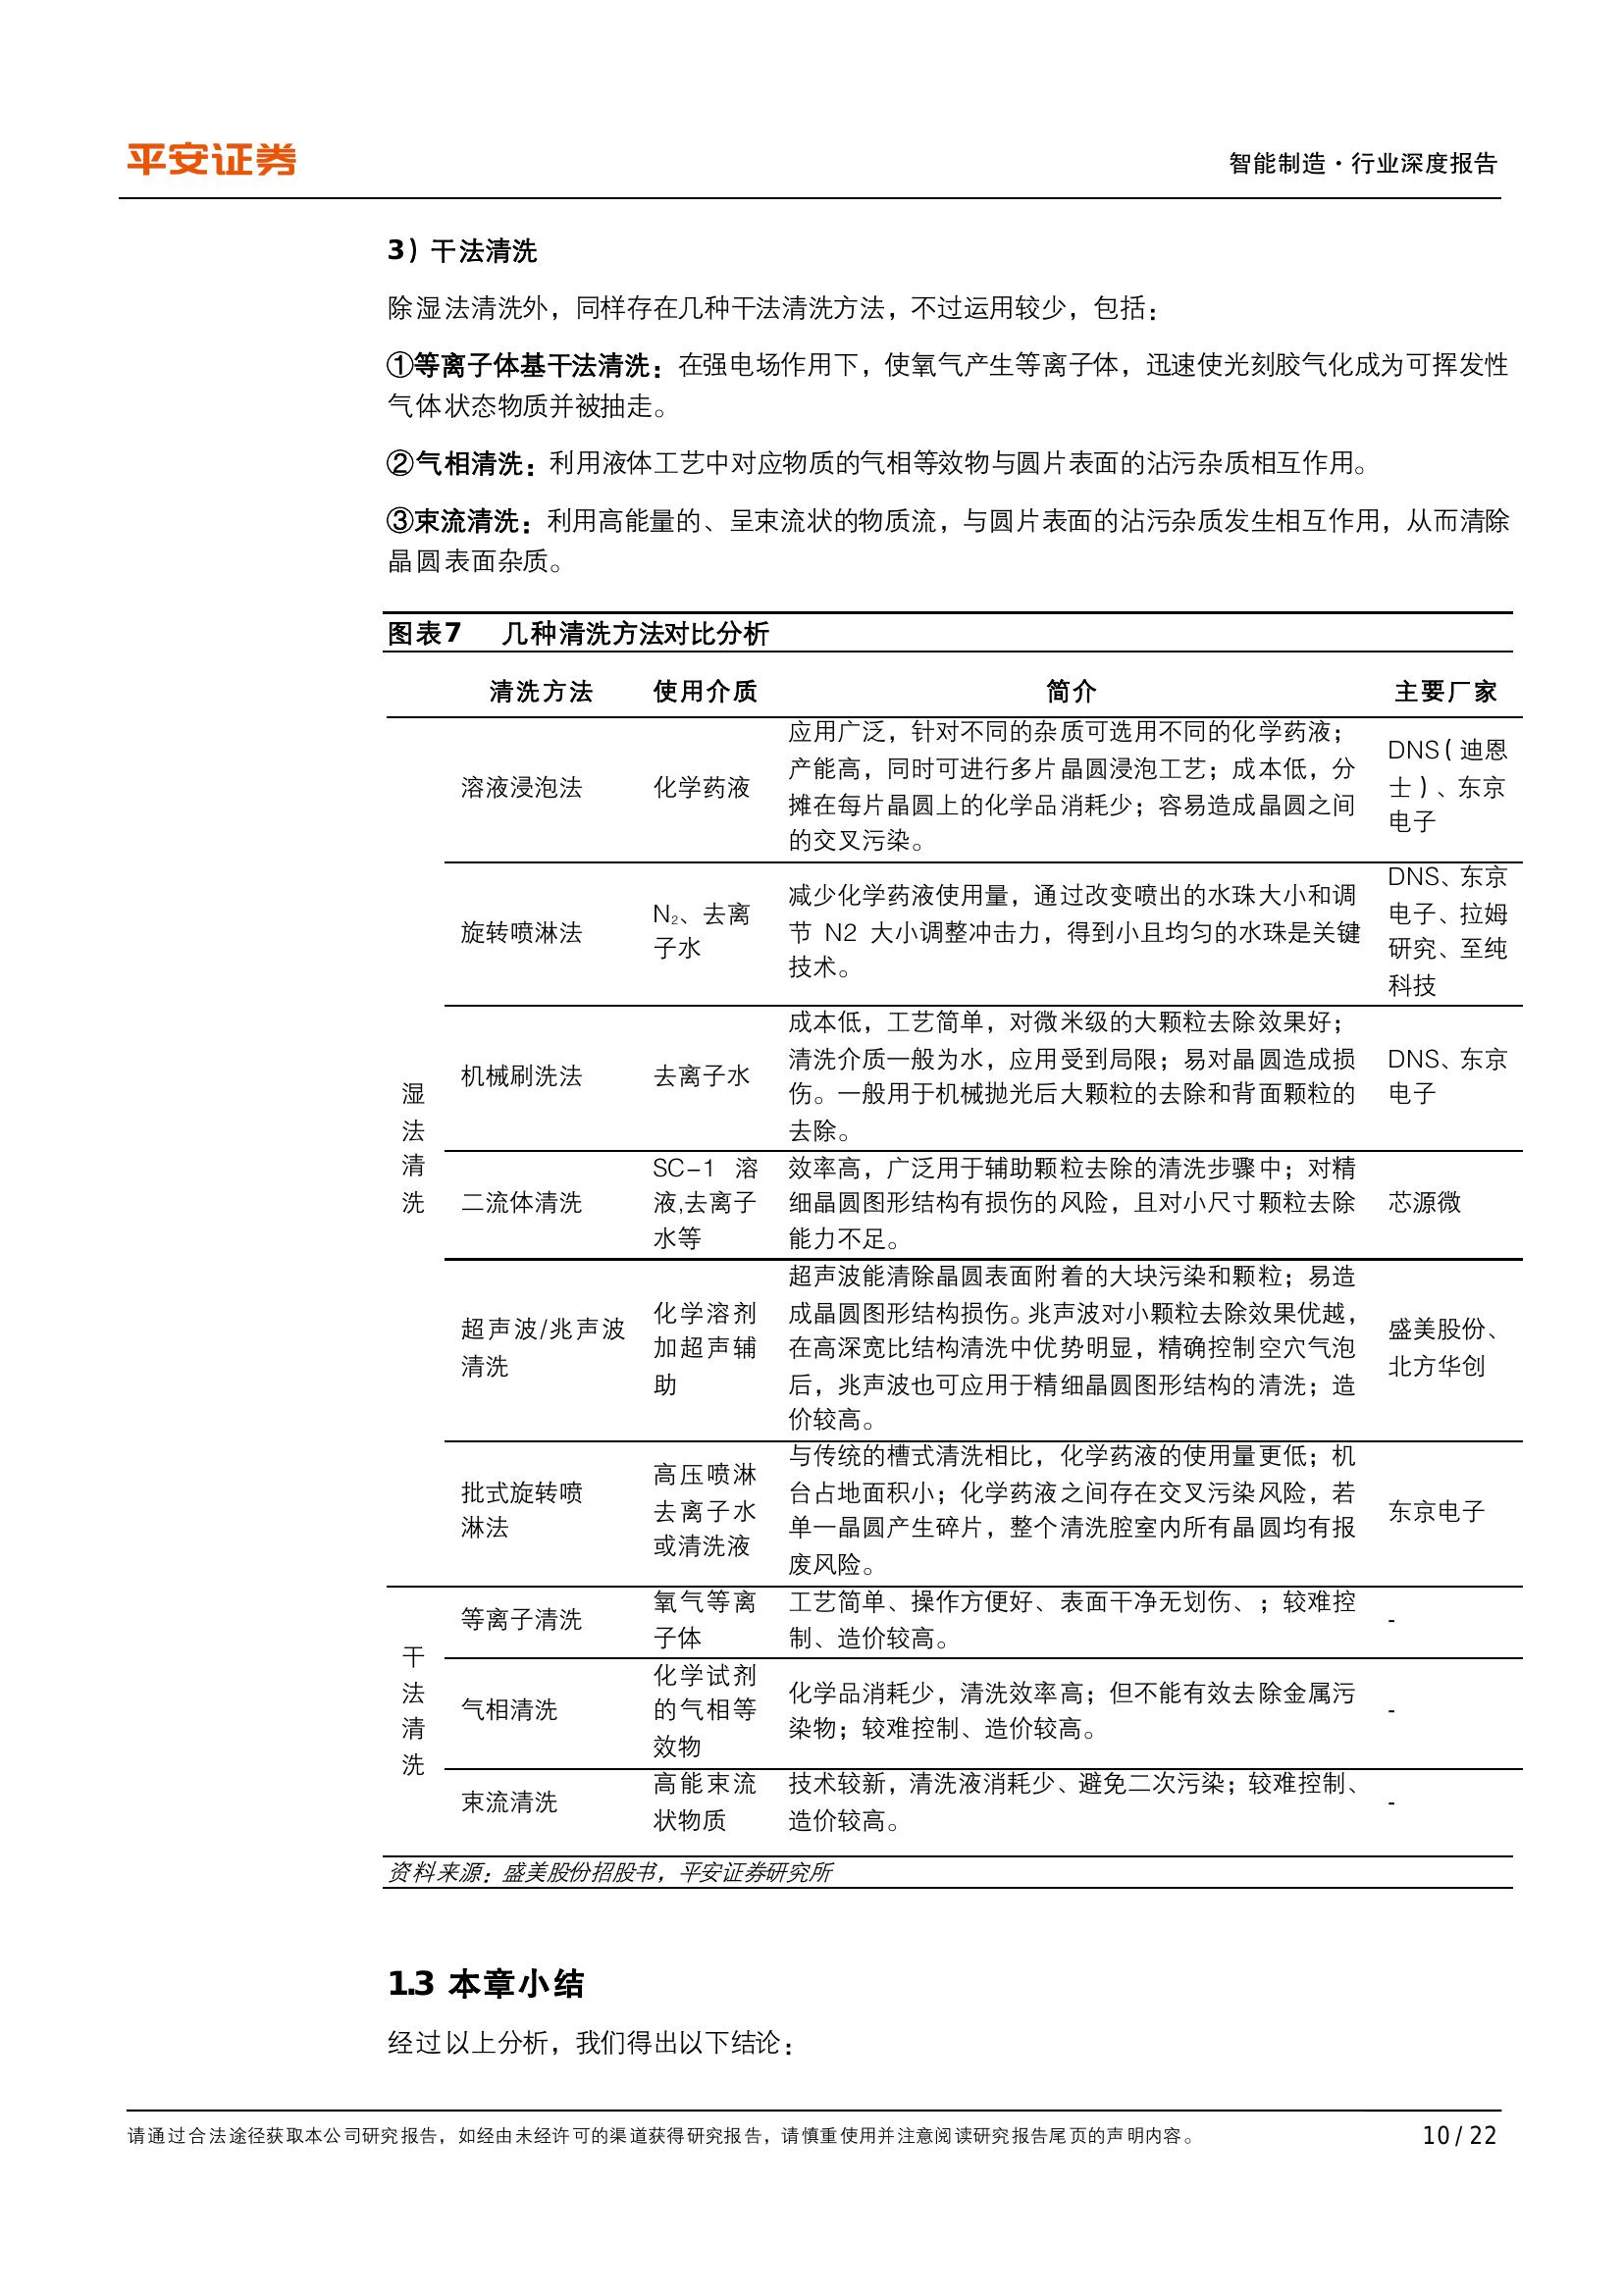 平安证券
智能制造·行业深度报告
3）干法清洗
除湿法清洗外，同样存在几种干法清洗方法，不过运用较少，包括：
①等离子体基干法清洗：在强电场作用下，使氧气产生等离子体，迅速使光刻胶气化成为可挥发性
气体状态物质并被抽走。
②气相清洗：利用液体工艺中对应物质的气相等效物与圆片表面的沾污杂质相互作用。
③束流清洗：利用高能量的、呈束流状的物质流，与圆片表面的沾污杂质发生相互作用，从而清除
晶圆表面杂质。
图表7 几种清洗方法对比分析
清洗方法 使用介质 简介 主要厂家
湿
法
清
洗
溶液浸泡法
化学药液
应用广泛，针对不同的杂质可选用不同的化学药液；
产能高，同时可进行多片晶圆浸泡工艺；成本低，分
摊在每片晶圆上的化学品消耗少；容易造成晶圆之间
的交叉污染。
DNS（迪恩
士）、东京
电子
旋转喷淋法
N₂、去离
子水
减少化学药液使用量，通过改变喷出的水珠大小和调
节 N2 大小调整冲击力，得到小且均匀的水珠是关键
技术。
DNS、东京
电子、拉姆
研究、至纯
科技
机械刷洗法
去离子水
成本低，工艺简单，对微米级的大颗粒去除效果好；
清洗介质一般为水，应用受到局限；易对晶圆造成损
伤。一般用于机械抛光后大颗粒的去除和背面颗粒的
去除。
DNS、东京
电子
二流体清洗
SC-1 溶
液,去离子
水等
效率高，广泛用于辅助颗粒去除的清洗步骤中；对精
细晶圆图形结构有损伤的风险，且对小尺寸颗粒去除
能力不足。
芯源微
超声波/兆声波
清洗
化学溶剂
加超声辅
助
超声波能清除晶圆表面附着的大块污染和颗粒；易造
成晶圆图形结构损伤。兆声波对小颗粒去除效果优越，
在高深宽比结构清洗中优势明显，精确控制空穴气泡
后，兆声波也可应用于精细晶圆图形结构的清洗；造
价较高。
盛美股份、
北方华创
批式旋转喷
淋法
高压喷淋
去离子水
或清洗液
与传统的槽式清洗相比，化学药液的使用量更低；机
台占地面积小；化学药液之间存在交叉污染风险，若
单一晶圆产生碎片，整个清洗腔室内所有晶圆均有报
废风险。
东京电子
干
法
清
洗
等离子清洗
氧气等离
子体
工艺简单、操作方便好、表面干净无划伤、；较难控
制、造价较高。
-
气相清洗
化学试剂
的气相等
效物
化学品消耗少，清洗效率高；但不能有效去除金属污
染物；较难控制、造价较高。
-
束流清洗
高能束流
状物质
技术较新，清洗液消耗少、避免二次污染；较难控制、
造价较高。
-
资料来源：盛美股份招股书，平安证券研究所
1.3 本章小结
经过以上分析，我们得出以下结论：
请通过合法途径获取本公司研究报告，如经由未经许可的渠道获得研究报告，请慎重使用并注意阅读研究报告尾页的声明内容。
10/ 22